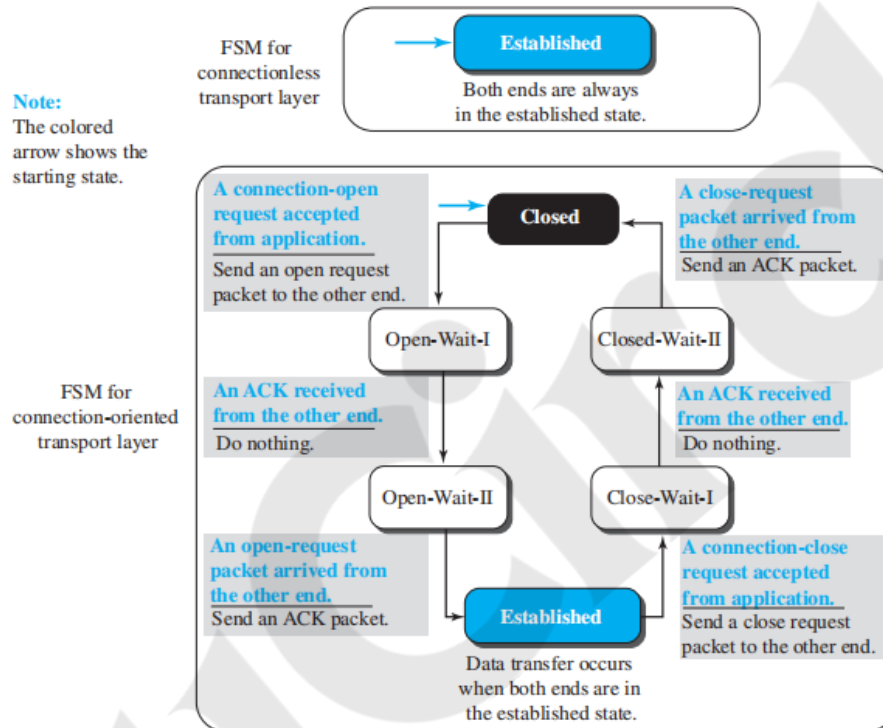 FSM for
connectionless
transport layer
Established
Both ends are always
in the established state.
Note:
The colored
arrow shows the
starting state.
FSM for
connection-oriented
transport layer
A connection-open
request accepted
from application.
Send an open request
packet to the other end.
Closed
A close-request
packet arrived from
the other end.
Send an ACK packet.
Open-Wait-I
Closed-Wait-II
An ACK received
from the other end.
Do nothing.
An ACK received
from the other end.
Do nothing.
Open-Wait-II
Close-Wait-I
An open-request
packet arrived from
the other end.
Send an ACK packet.
Established
A connection-close
request accepted
from application.
Send a close request
packet to the other end.
Data transfer occurs
when both ends are in
the established state.